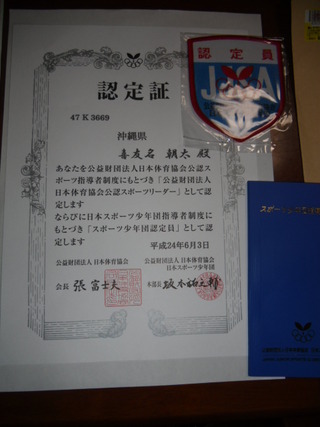 認定証
47 K 3669
沖縄県
喜友名 朝太 殿
あなたを公益財団法人日本体育協会公認ス
ポーツ指導者制度にもとづき「公益財団法人
日本体育協会公認スポーツリーダー」として認
定します
ならびに日本スポーツ少年団指導者制度に
もとづき「スポーツ少年団認定員」として認
定します
平成24年6月3日
公益財団法人 日本体育協会
会長 張 富士夫
公益財団法人 日本体育協会
日本スポーツ少年団
本部長 坂本祐之輔
認定員